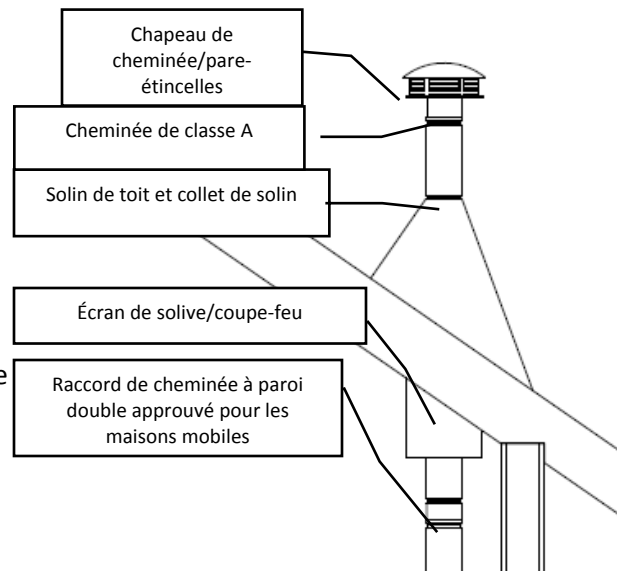 Chapeau de
cheminée/pare-
étincelles
Cheminée de classe A
Solin de toit et collet de solin
Écran de solive/coupe-feu
e
Raccord de cheminée à paroi
double approuvé pour les
maisons mobiles